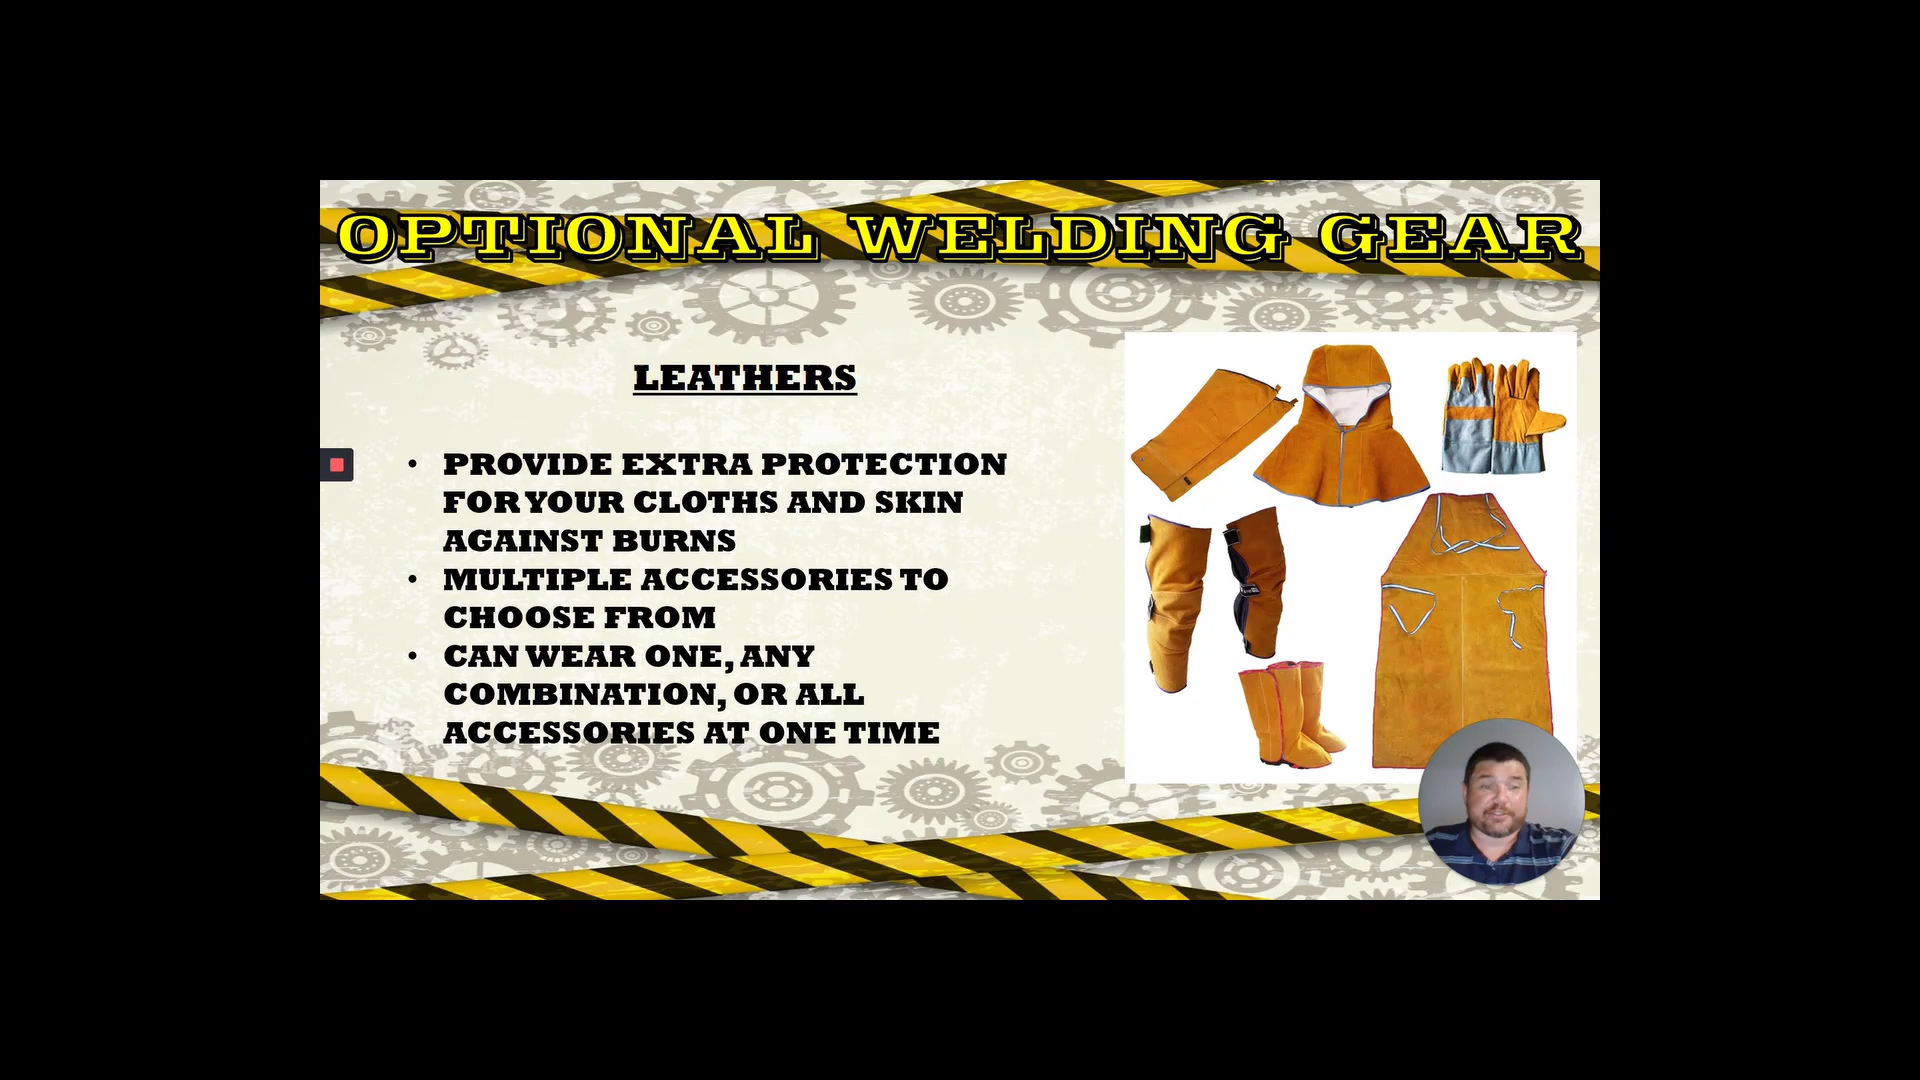 OPTIONAL WELDING GEAR
LEATHERS
• PROVIDE EXTRA PROTECTION
FOR YOUR CLOTHS AND SKIN
AGAINST BURNS
• MULTIPLE ACCESSORIES TO
CHOOSE FROM
• CAN WEAR ONE, ANY
COMBINATION, OR ALL
ACCESSORIES AT ONE TIME